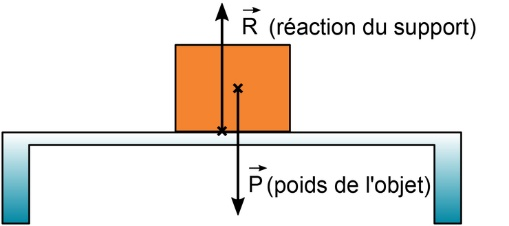 R (réaction du support)
P (poids de l'objet)